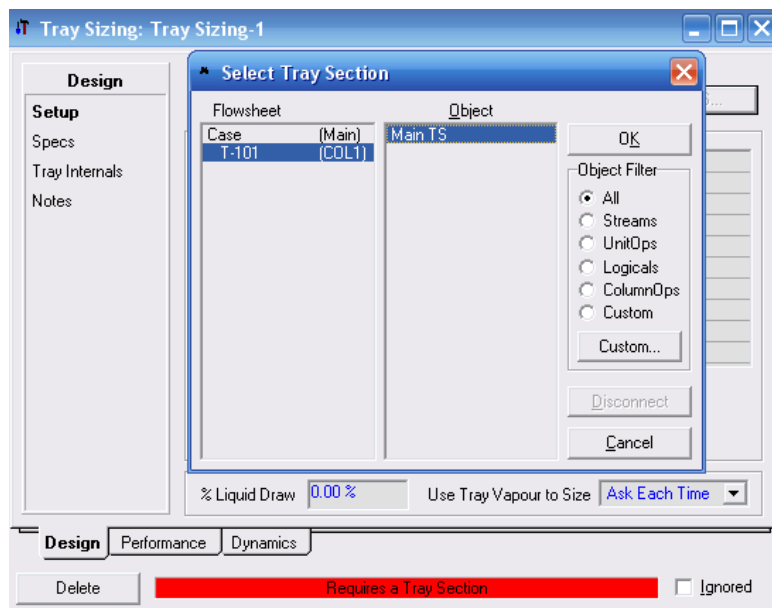 Tray Sizing: Tray Sizing-1
Design
Setup
Specs
Tray Internals
Notes
Select Tray Section
Flowsheet
Object
Case (Main)
T-101 (COL1)
Main TS
OK
Object Filter
All
Streams
UnitOps
Logicals
ColumnOps
Custom
Custom...
Disconnect
Cancel
% Liquid Draw 0.00 % Use Tray Vapour to Size Ask Each Time
Design Performance Dynamics
Delete Requires a Tray Section Ignored